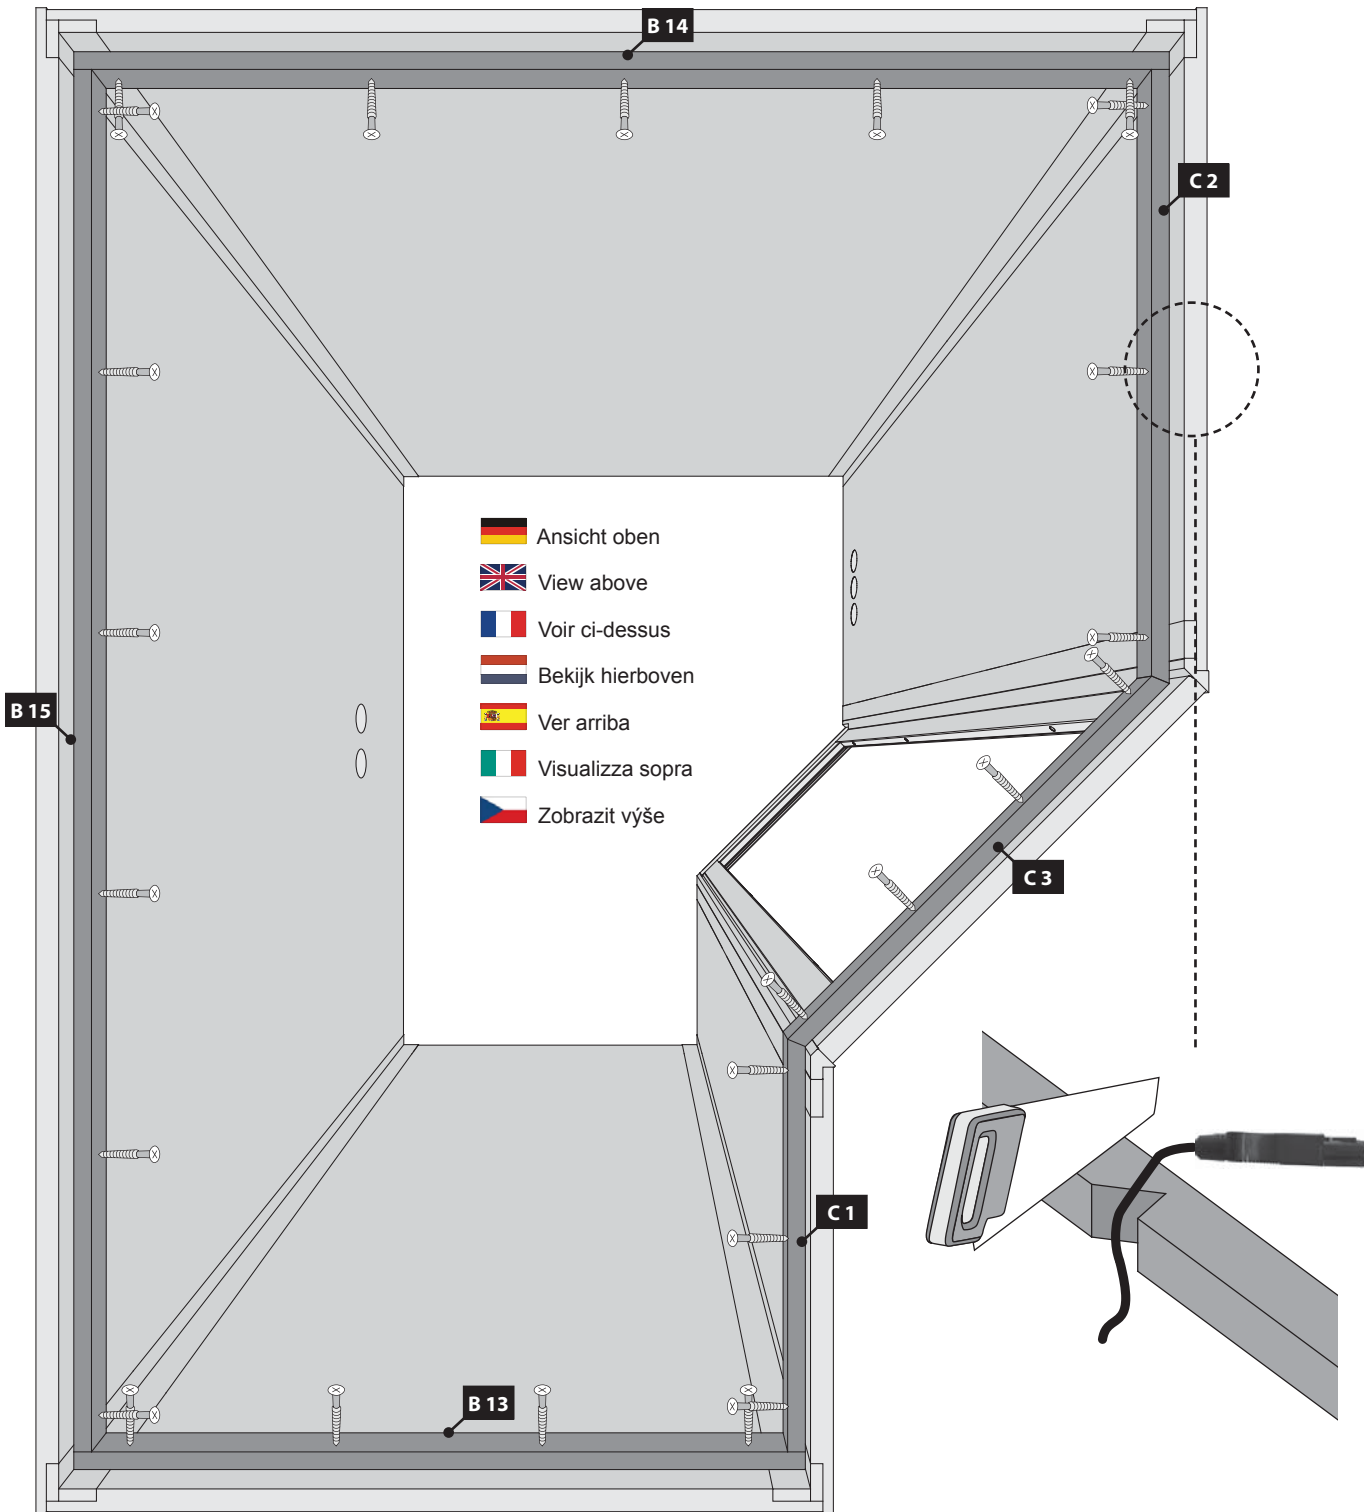 B 14
C 2
Ansicht oben
View above
Voir ci-dessus
Bekijk hierboven
B 15
Ver arriba
Visualizza sopra
Zobrazit výše
C 3
C 1
B 13